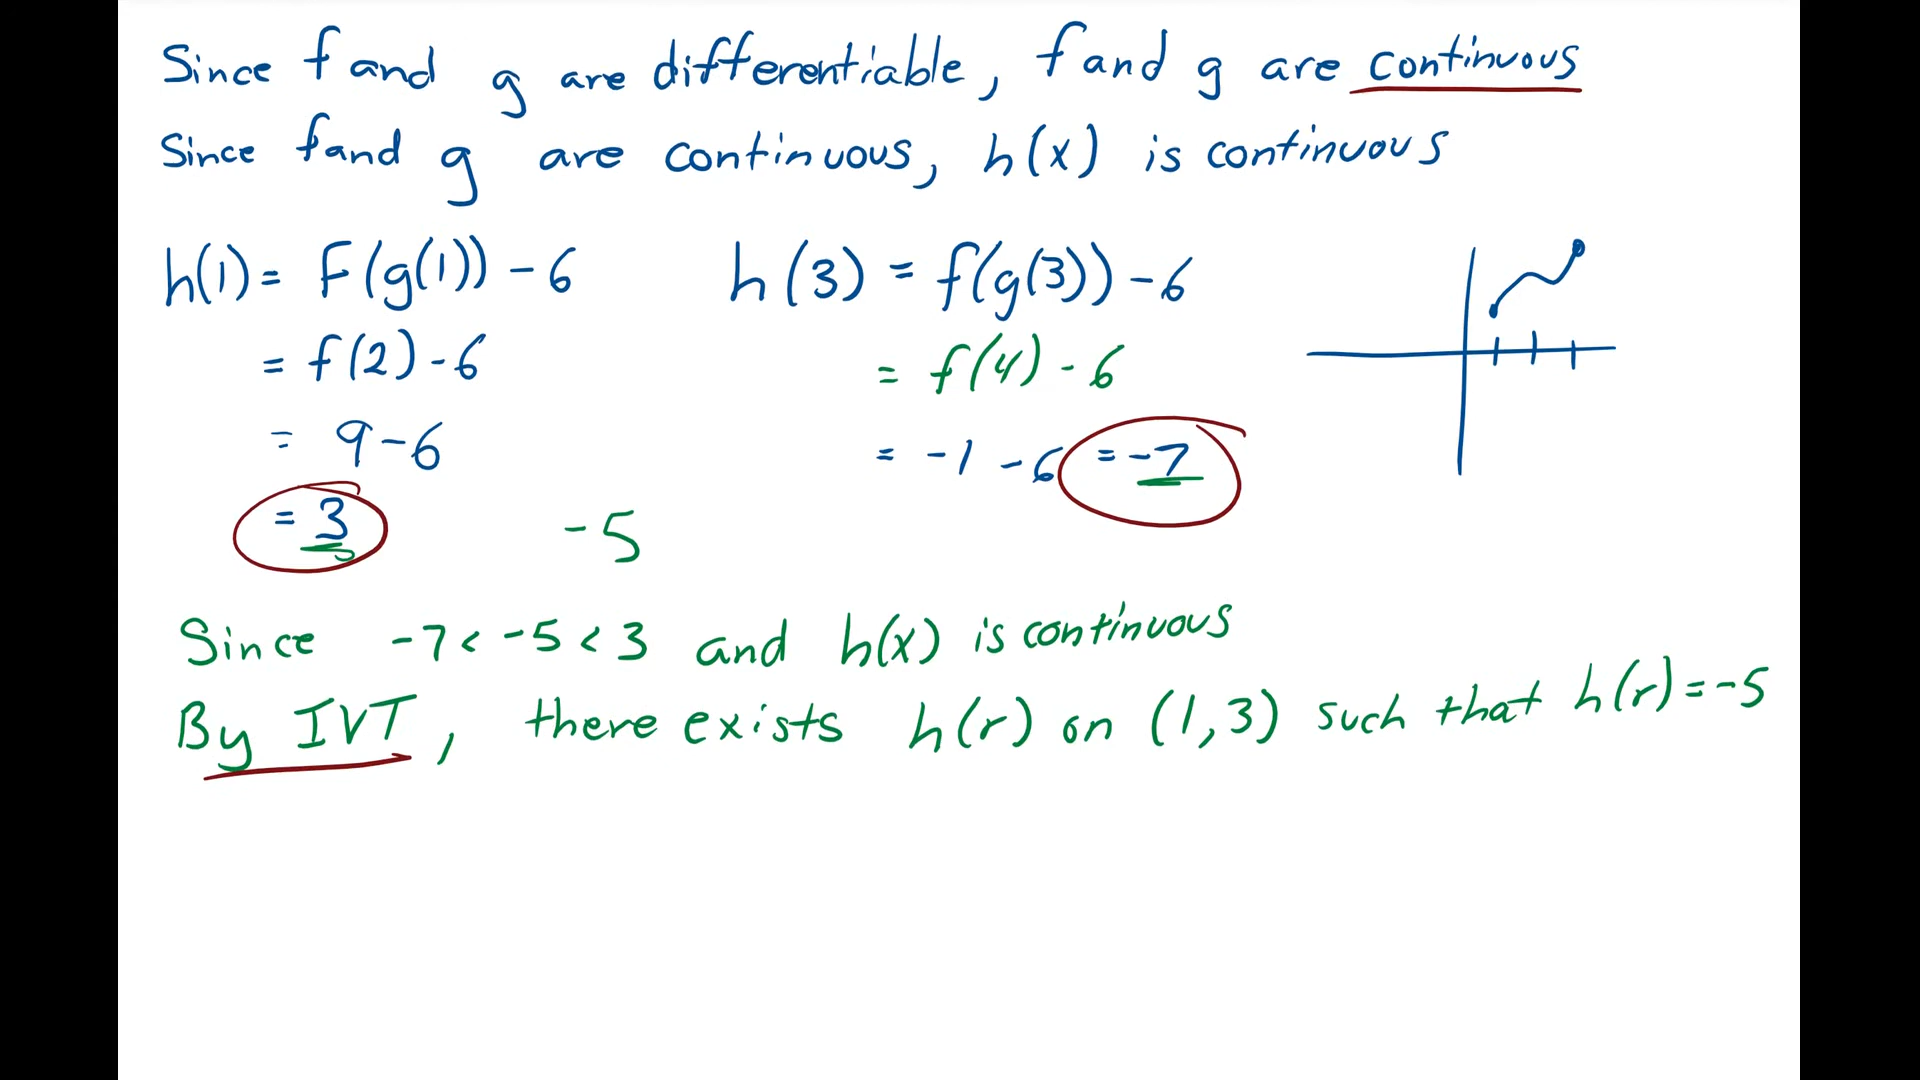 Since f and g are differentiable, f and g are continuous
Since f and g are continuous, h(x) is continuous
h(1) = F(g(1)) - 6
= f(2) - 6
= 9 - 6
= 3
h(3) = f(g(3)) - 6
= f(4) - 6
= -1 - 6 = -7
-5
Since -7 < -5 < 3 and h(x) is continuous
By IVT, there exists h(r) on (1,3) such that h(r) = -5